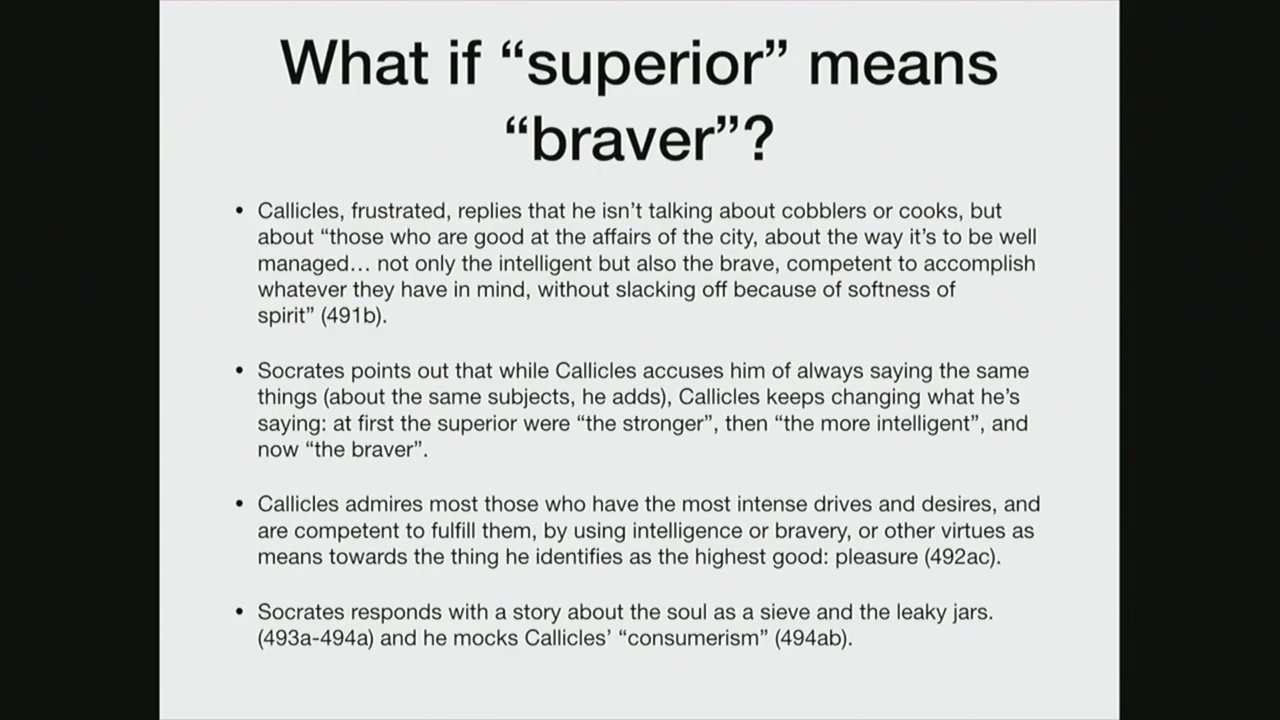 What if “superior” means
“braver”?
• Callicles, frustrated, replies that he isn’t talking about cobblers or cooks, but
about “those who are good at the affairs of the city, about the way it’s to be well
managed… not only the intelligent but also the brave, competent to accomplish
whatever they have in mind, without slacking off because of softness of
spirit” (491b).
• Socrates points out that while Callicles accuses him of always saying the same
things (about the same subjects, he adds), Callicles keeps changing what he’s
saying: at first the superior were “the stronger”, then “the more intelligent”, and
now “the braver”.
• Callicles admires most those who have the most intense drives and desires, and
are competent to fulfill them, by using intelligence or bravery, or other virtues as
means towards the thing he identifies as the highest good: pleasure (492ac).
• Socrates responds with a story about the soul as a sieve and the leaky jars.
(493a-494a) and he mocks Callicles’ “consumerism” (494ab).